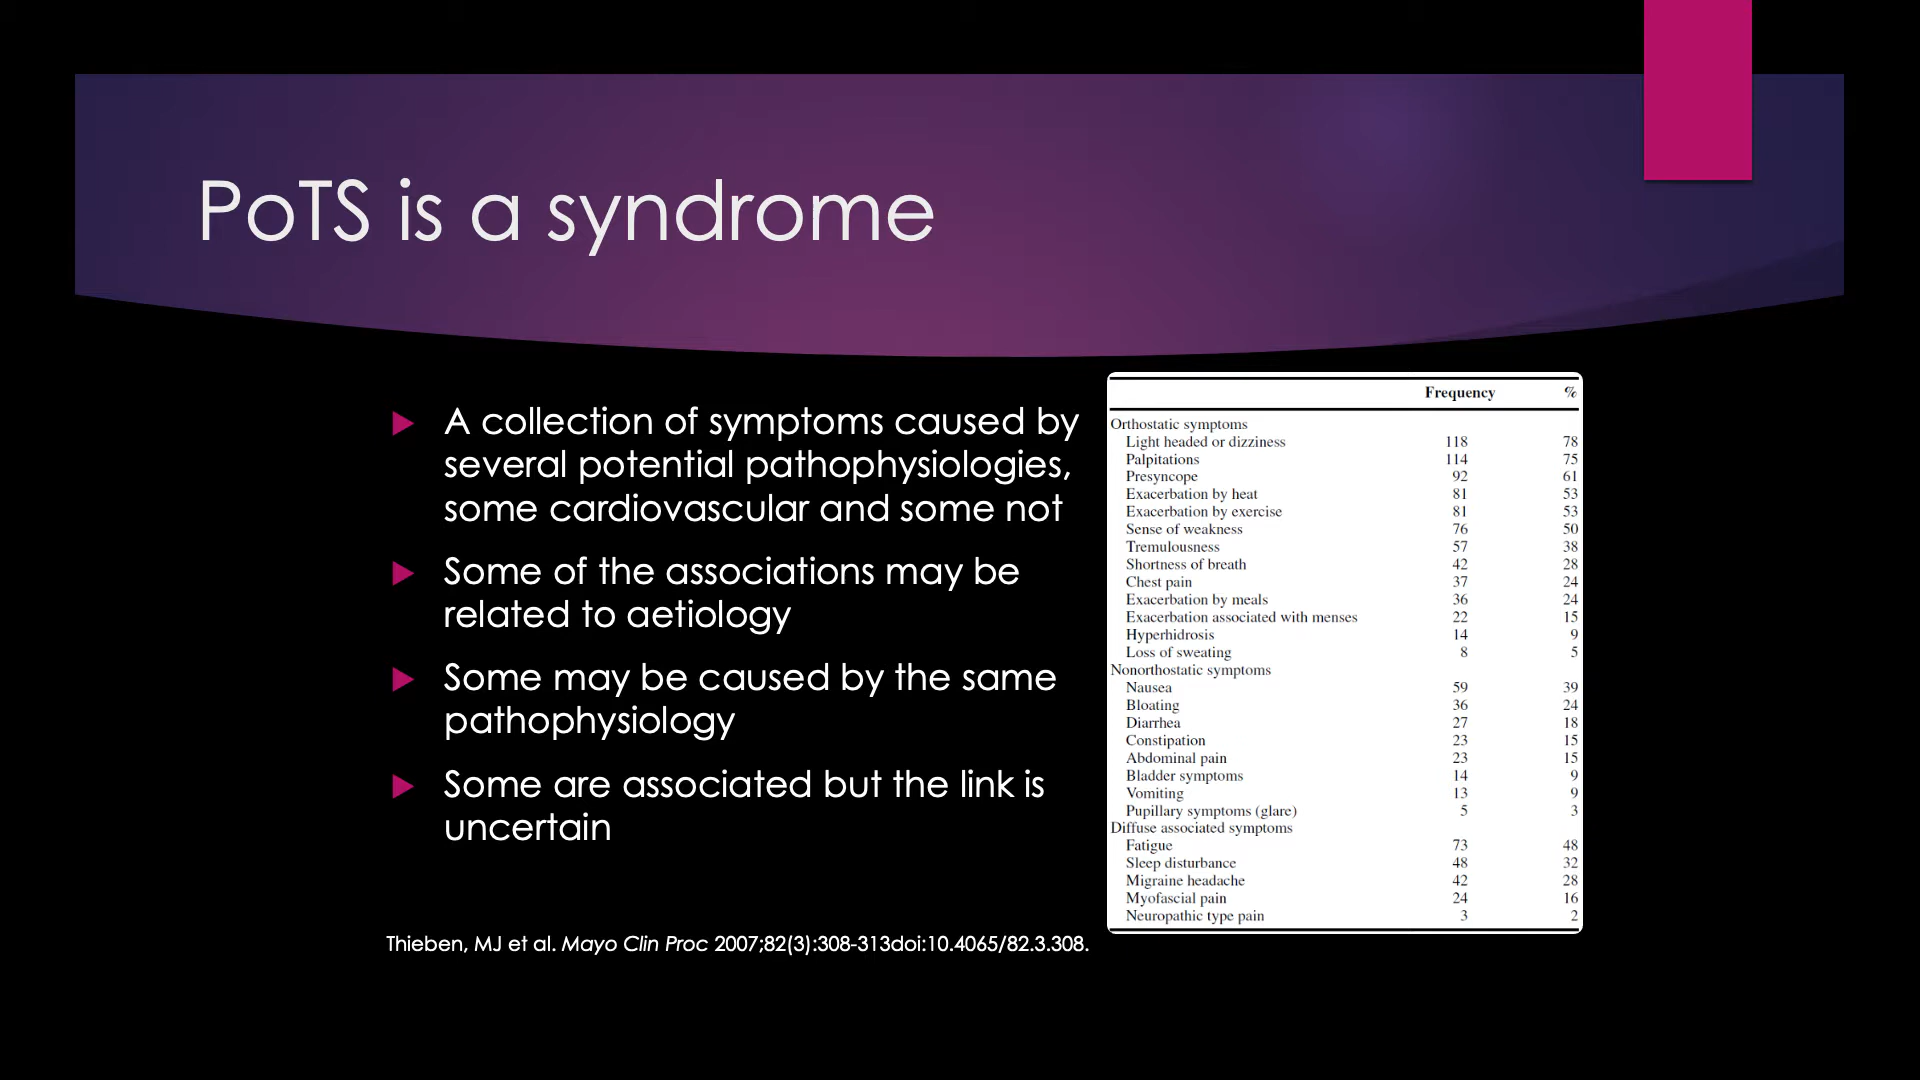 PoTS is a syndrome
A collection of symptoms caused by
several potential pathophysiologies,
some cardiovascular and some not
Some of the associations may be
related to aetiology
Some may be caused by the same
pathophysiology
Some are associated but the link is
uncertain
Thieben, MJ et al. Mayo Clin Proc 2007;82(3):308-313doi:10.4065/82.3.308.
Frequency %
Orthostatic symptoms
Light headed or dizziness 118 78
Palpitations 114 75
Presyncope 92 61
Exacerbation by heat 81 53
Exacerbation by exercise 81 53
Sense of weakness 76 50
Tremulousness 57 38
Shortness of breath 42 28
Chest pain 37 24
Exacerbation by meals 36 24
Exacerbation associated with menses 22 15
Hyperhidrosis 14 9
Loss of sweating 8 5
Nonorthostatic symptoms
Nausea 59 39
Bloating 36 24
Diarrhea 27 18
Constipation 23 15
Abdominal pain 23 15
Bladder symptoms 14 9
Vomiting 13 9
Pupillary symptoms (glare) 5 3
Diffuse associated symptoms
Fatigue 73 48
Sleep disturbance 48 32
Migraine headache 42 28
Myofascial pain 24 16
Neuropathic type pain 3 2